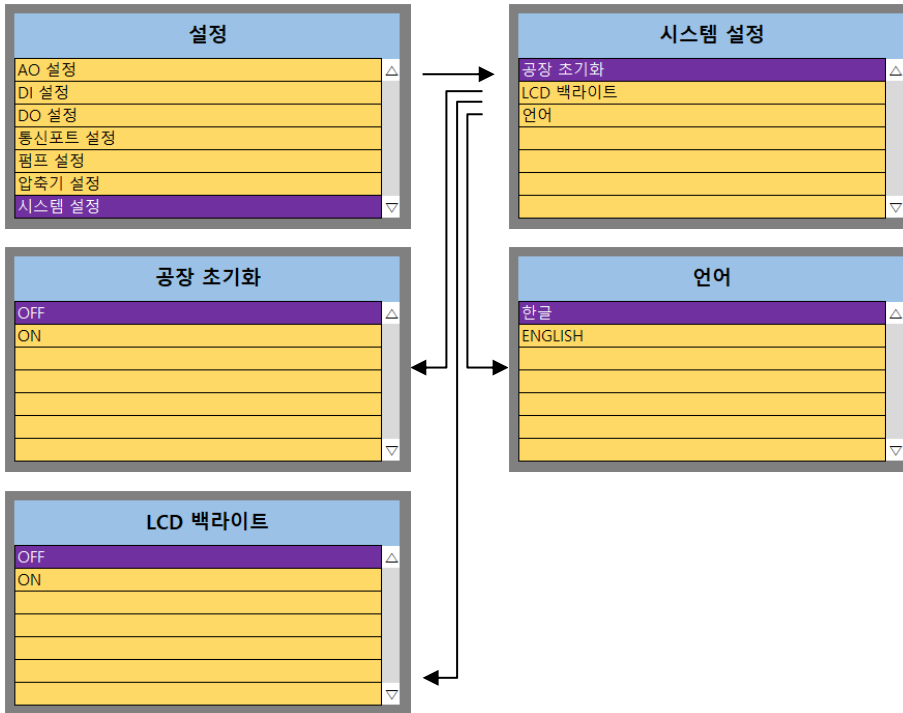 설정
AO 설정
DI 설정
DO 설정
통신포트 설정
펌프 설정
압축기 설정
시스템 설정
시스템 설정
공장 초기화
LCD 백라이트
언어
공장 초기화
OFF
ON
언어
한글
ENGLISH
LCD 백라이트
OFF
ON